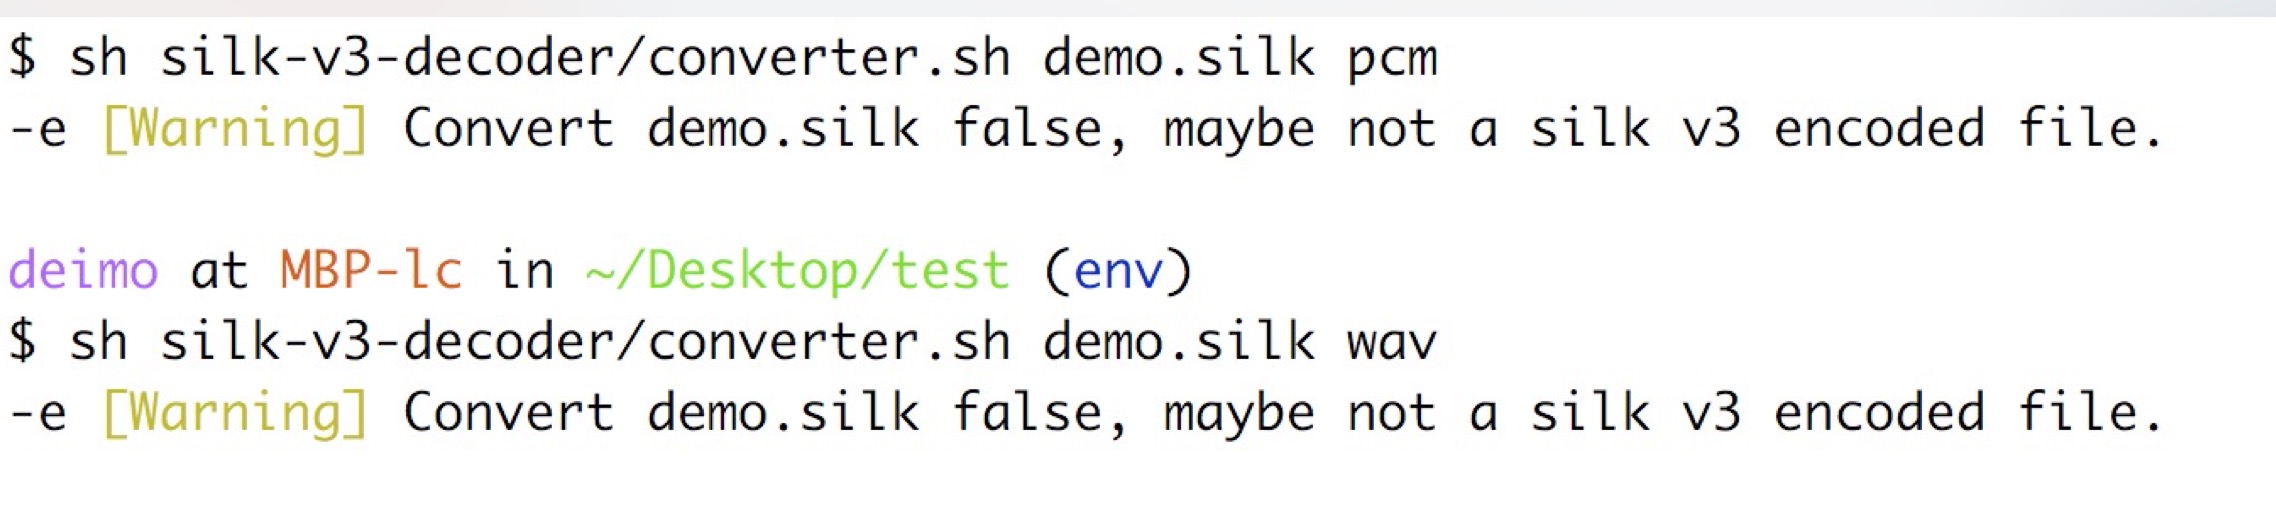 $ sh silk-v3-decoder/converter.sh demo.silk pcm
-e [Warning] Convert demo.silk false, maybe not a silk v3 encoded file.
deimo at MBP-lc in ~/Desktop/test (env)
$ sh silk-v3-decoder/converter.sh demo.silk wav
-e [Warning] Convert demo.silk false, maybe not a silk v3 encoded file.